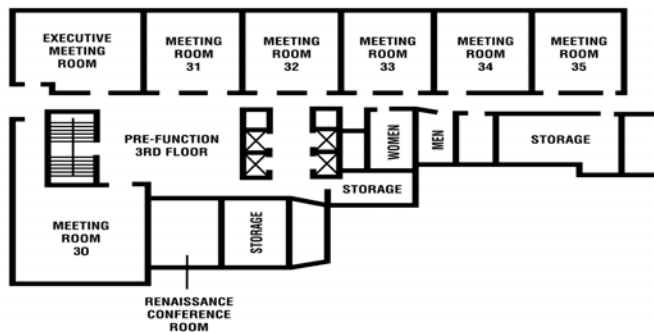 EXECUTIVE
MEETING
ROOM
MEETING
ROOM
31
MEETING
ROOM
32
MEETING
ROOM
33
MEETING
ROOM
34
MEETING
ROOM
35
PRE-FUNCTION
3RD FLOOR
WOMEN
MEN
STORAGE
STORAGE
MEETING
ROOM
30
STORAGE
RENAISSANCE
CONFERENCE
ROOM